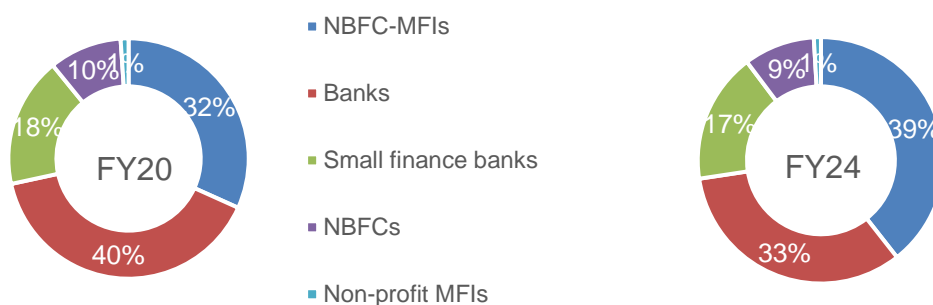 NBFC-MFIs
Banks
Small finance banks
NBFCs
Non-profit MFIs
FY20
32%
40%
18%
10%
1%
FY24
39%
33%
17%
9%
1%